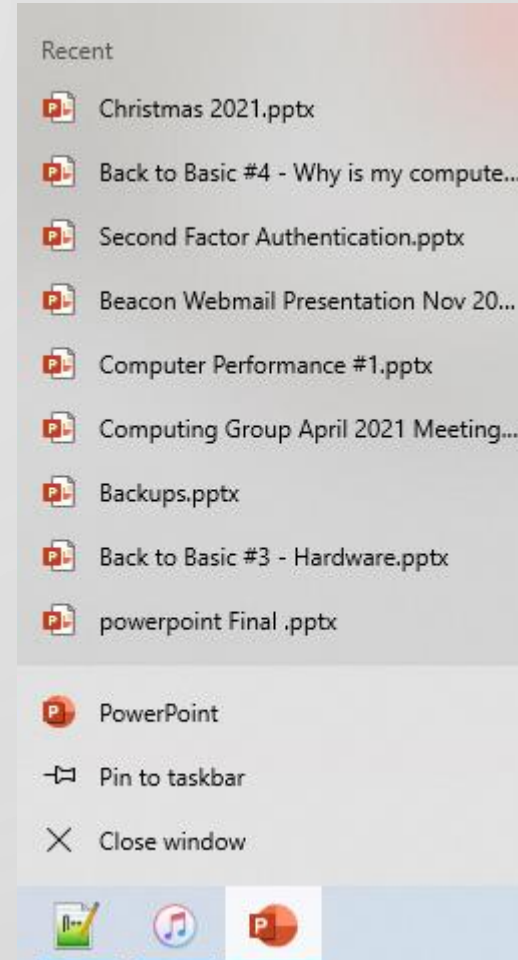 Recent
Christmas 2021.pptx
Back to Basic #4 - Why is my compute...
Second Factor Authentication.pptx
Beacon Webmail Presentation Nov 20...
Computer Performance #1.pptx
Computing Group April 2021 Meeting...
Backups.pptx
Back to Basic #3 - Hardware.pptx
powerpoint Final .pptx
PowerPoint
Pin to taskbar
Close window